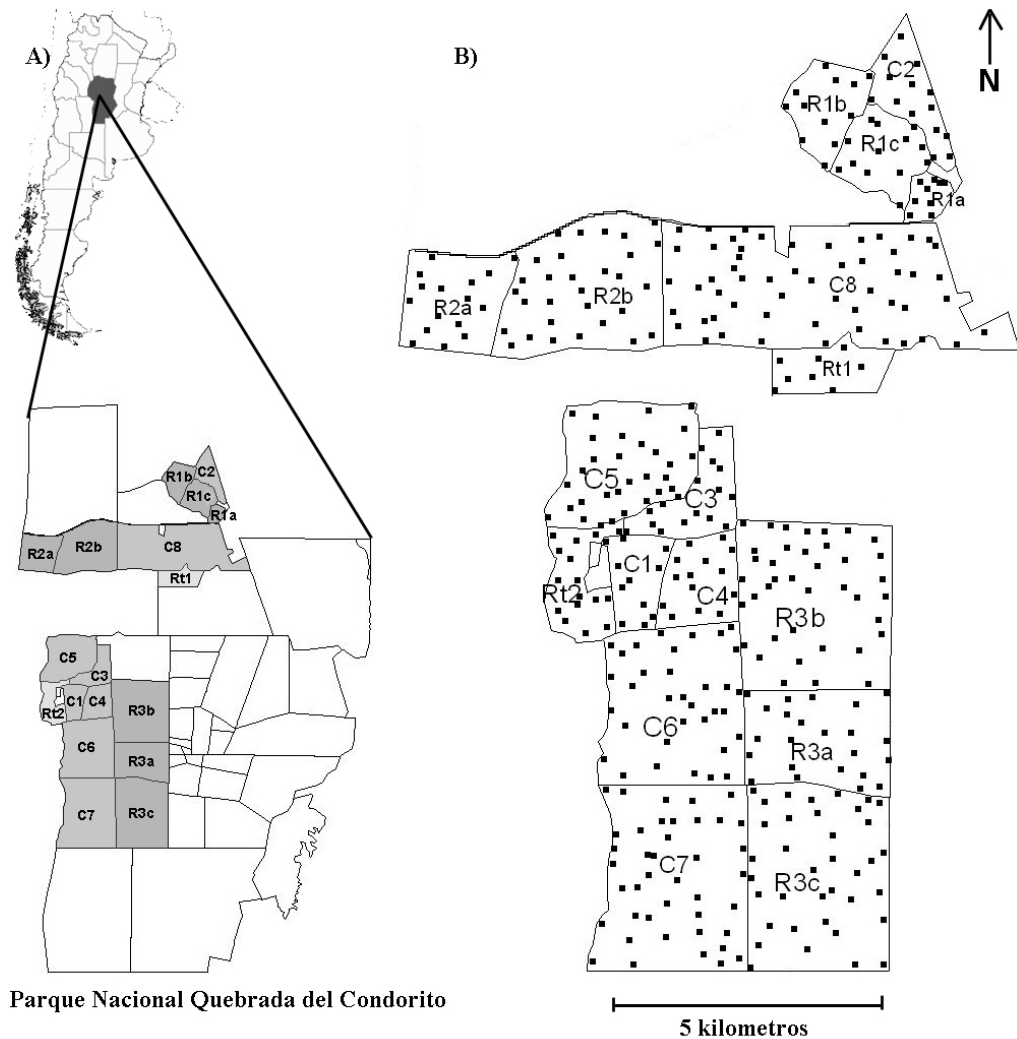 A)
B)
N
C2
R1b
R1c
R1a
R2a
R2b
C8
Rt1
C5
C3
C1
C4
Rt2
C6
R3b
R3a
C7
R3c
C2
R1b
R1c
R1a
C8
R2b
R2a
Rt1
C5
C3
C1
C4
Rt2
R3b
C6
R3a
C7
R3c
Parque Nacional Quebrada del Condorito
5 kilometros